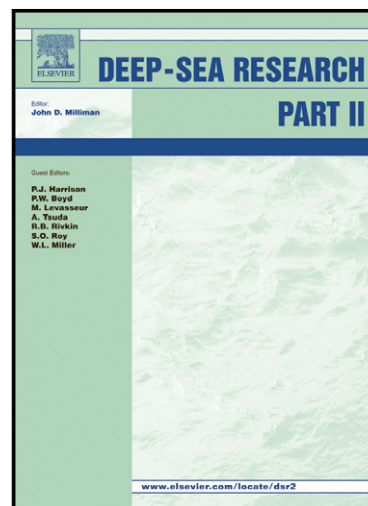 ELSEVIER
DEEP-SEA RESEARCH
PART II
Editor:
John D. Milliman
Guest Editors:
P.J. Harrison
P.W. Boyd
M. Levasseur
A. Tsuda
R.B. Rivkin
S.O. Roy
W.L. Miller
www.elsevier.com/locate/dsr2